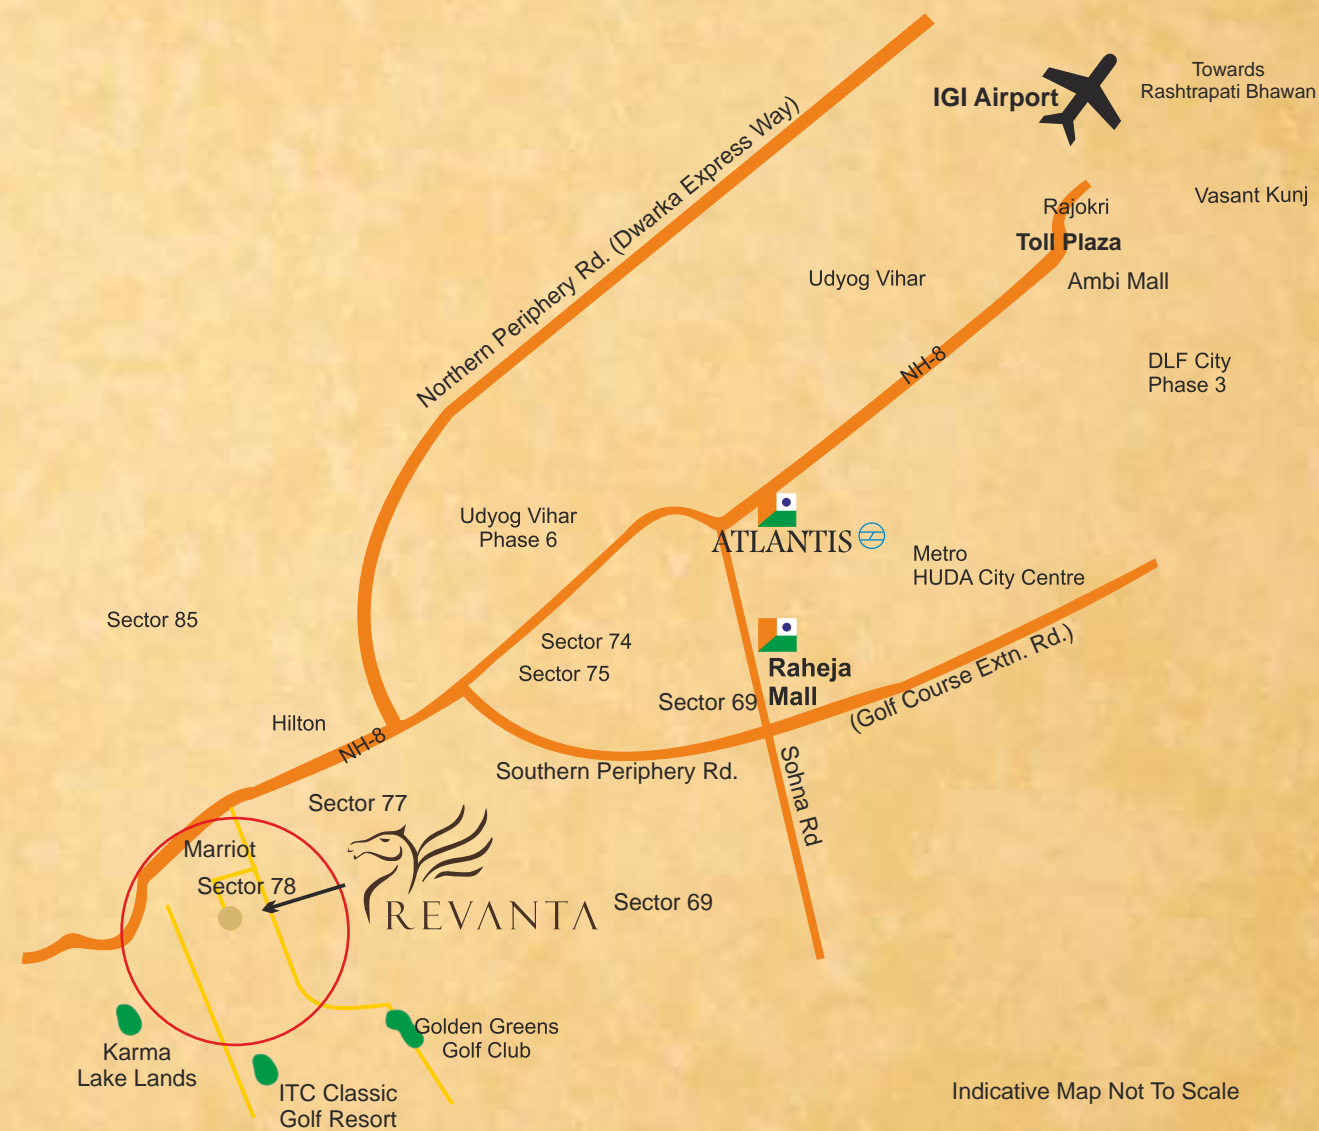 IGI Airport
Towards
Rashtrapati Bhawan
Northern Periphery Rd. (Dwarka Express Way)
Vasant Kunj
Rajokri
Toll Plaza
Udyog Vihar
Ambi Mall
NH-8
DLF City
Phase 3
Udyog Vihar
Phase 6
ATLANTIS
Metro
HUDA City Centre
Sector 85
Sector 74
Sector 75
Raheja
Mall
Sector 69
(Golf Course Extn. Rd.)
Hilton
NH-8
Southern Periphery Rd.
Sohna Rd
Sector 77
Marriot
Sector 78
REVANTA
Sector 69
Golden Greens
Golf Club
Karma
Lake Lands
ITC Classic
Golf Resort
Indicative Map Not To Scale